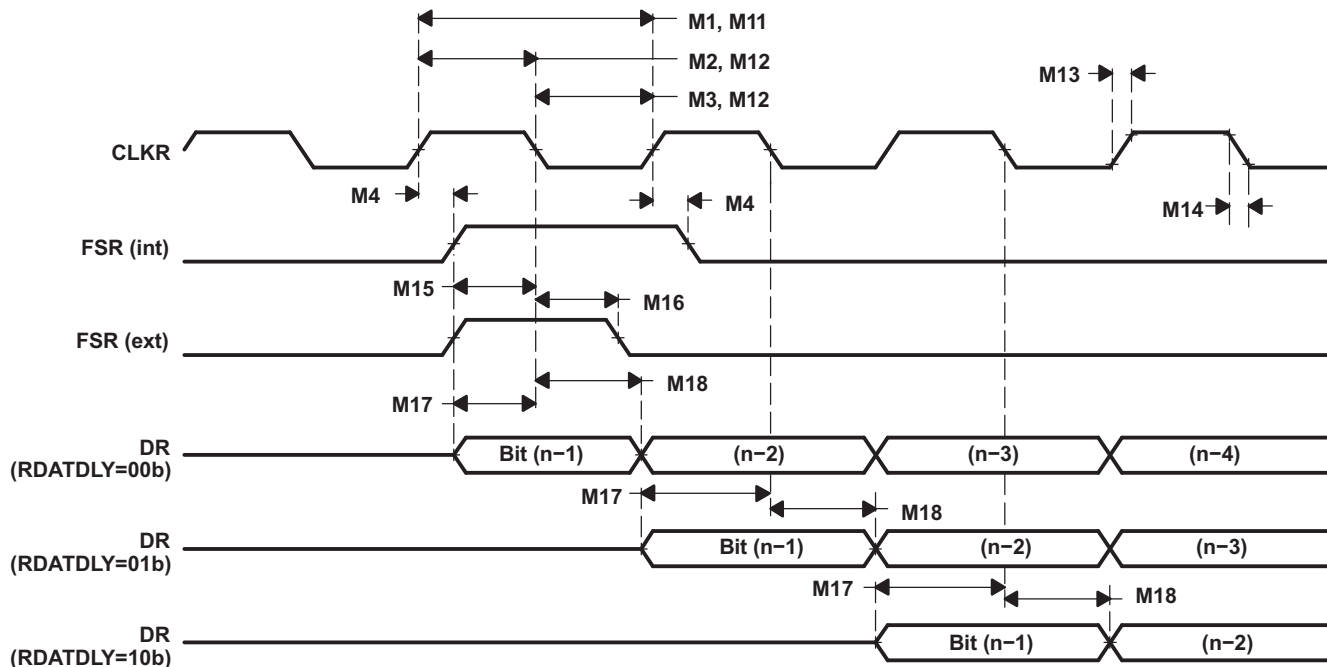 M1, M11
M2, M12
M13
M3, M12
CLKR
M4
M4
M14
FSR (int)
M15
M16
FSR (ext)
M18
M17
DR
(RDATDLY=00b)
Bit (n−1)
(n−2)
(n−3)
(n−4)
M17
M18
DR
(RDATDLY=01b)
Bit (n−1)
(n−2)
(n−3)
M17
M18
DR
(RDATDLY=10b)
Bit (n−1)
(n−2)